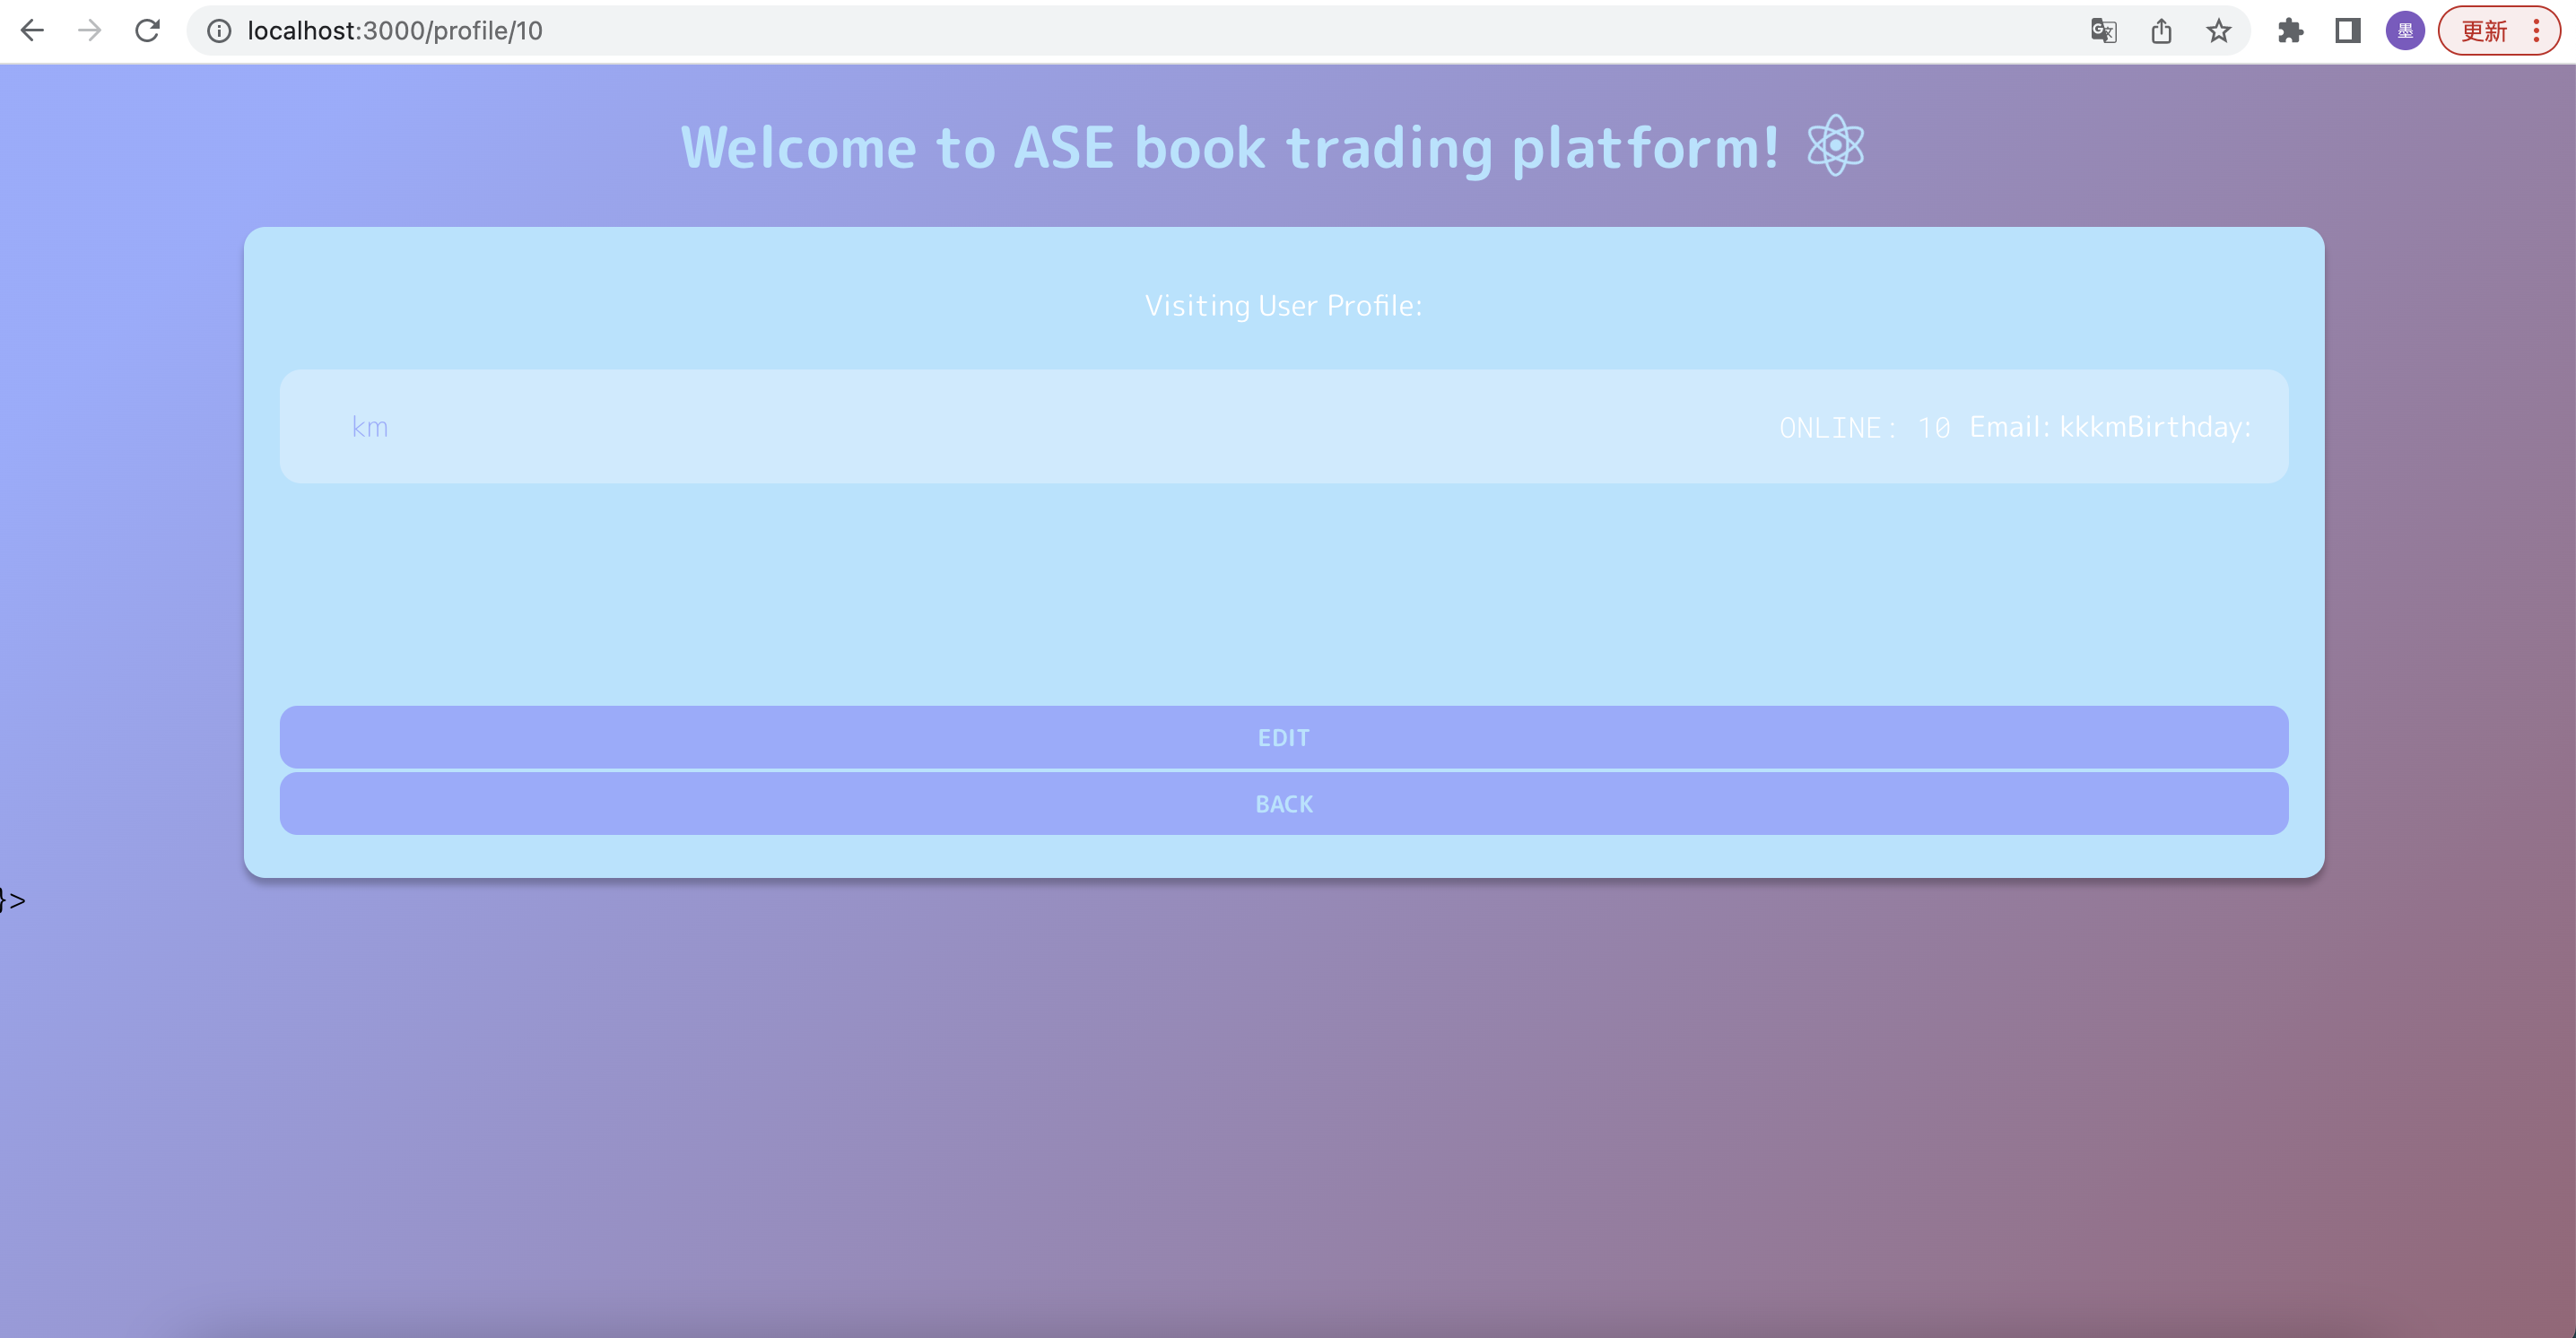 localhost:3000/profile/10
墨
更新
Welcome to ASE book trading platform!
Visiting User Profile:
km
ONLINE: 10 Email: kkkmBirthday:
EDIT
BACK
}>